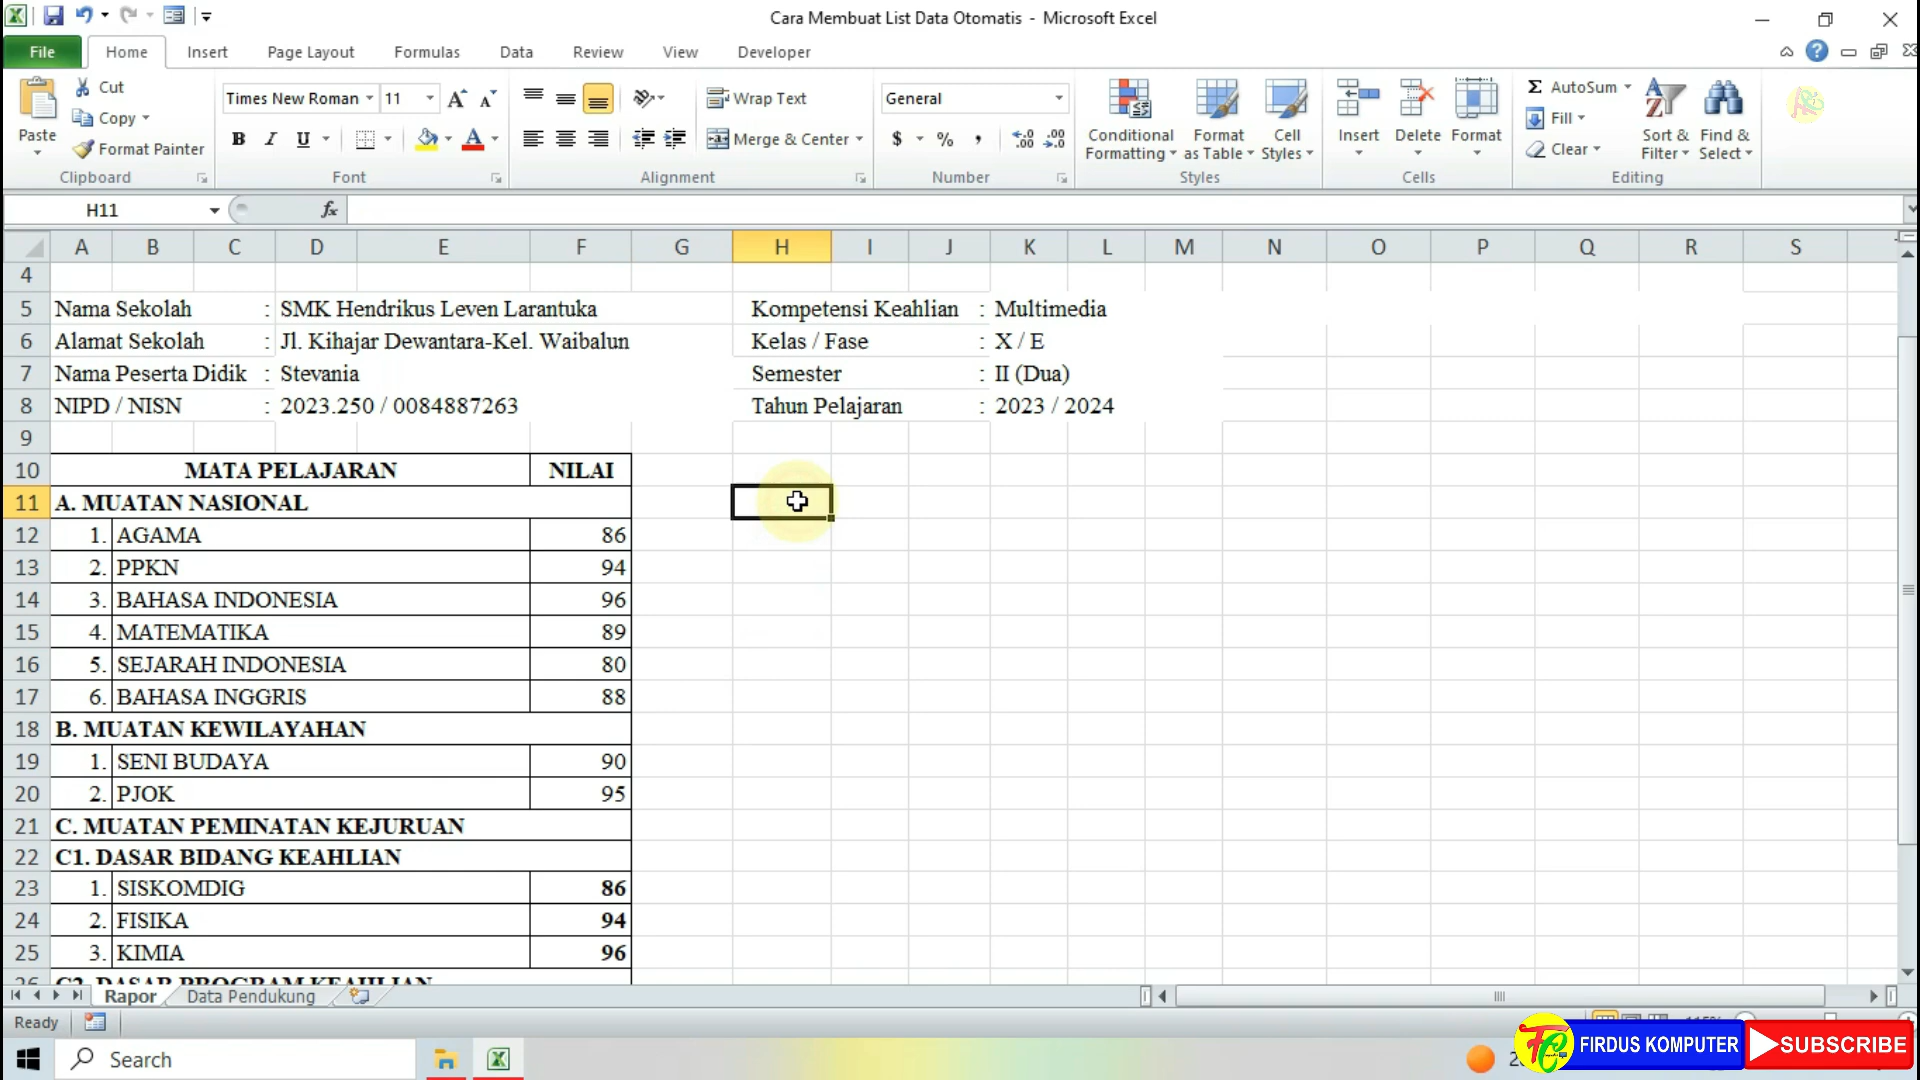 Cara Membuat List Data Otomatis - Microsoft Excel
File Home Insert Page Layout Formulas Data Review View Developer
Paste
Cut
Copy
Format Painter
Clipboard
Times New Roman 11
B I U A
Font
Wrap Text
Merge & Center
Alignment
General
$ % ,
Number
Conditional Formatting
Format as Table
Cell Styles
Styles
Insert Delete Format
Cells
Σ AutoSum
Fill
Clear
Sort & Filter
Find & Select
Editing
H11 fx
A B C D E F G H I J K L M N O P Q R S
4
5 Nama Sekolah : SMK Hendrikus Leven Larantuka Kompetensi Keahlian : Multimedia
6 Alamat Sekolah : Jl. Kihajar Dewantara-Kel. Waibalun Kelas / Fase : X / E
7 Nama Peserta Didik : Stevania Semester : II (Dua)
8 NIPD / NISN : 2023.250 / 0084887263 Tahun Pelajaran : 2023 / 2024
9
10 MATA PELAJARAN NILAI
11 A. MUATAN NASIONAL
12 1. AGAMA 86
13 2. PPKN 94
14 3. BAHASA INDONESIA 96
15 4. MATEMATIKA 89
16 5. SEJARAH INDONESIA 80
17 6. BAHASA INGGRIS 88
18 B. MUATAN KEWILAYAHAN
19 1. SENI BUDAYA 90
20 2. PJOK 95
21 C. MUATAN PEMINATAN KEJURUAN
22 C1. DASAR BIDANG KEAHLIAN
23 1. SISKOMDIG 86
24 2. FISIKA 94
25 3. KIMIA 96
26 C2. DASAR PROGRAM KEAHLIAN
Rapor Data Pendukung
Ready
Search
FIRDUS KOMPUTER SUBSCRIBE